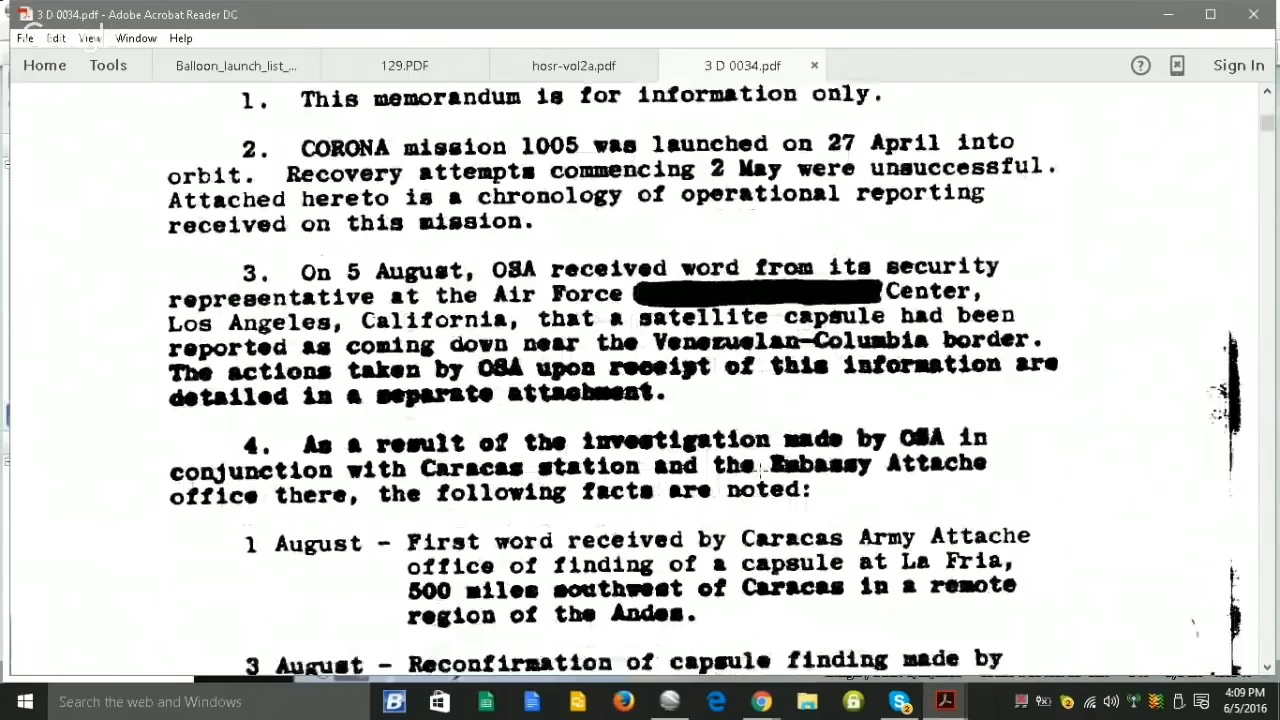 3 D 0034.pdf - Adobe Acrobat Reader DC
Google
File Edit View Window Help
Home Tools Balloon_launch_list_... 129.PDF hosr-vol2a.pdf 3 D 0034.pdf × ? Sign In
1. This memorandum is for information only.
2. CORONA mission 1005 was launched on 27 April into
orbit. Recovery attempts commencing 2 May were unsuccessful.
Attached hereto is a chronology of operational reporting
received on this mission.
3. On 5 August, OSA received word from its security
representative at the Air Force Center,
Los Angeles, California, that a satellite capsule had been
reported as coming down near the Venezuelan-Columbia border.
The actions taken by OSA upon receipt of this information are
detailed in a separate attachment.
4. As a result of the investigation made by OSA in
conjunction with Caracas station and the Embassy Attache
office there, the following facts are noted:
1 August - First word received by Caracas Army Attache
office of finding of a capsule at La Fria,
500 miles southwest of Caracas in a remote
region of the Andes.
3 August - Reconfirmation of capsule finding made by
Search the web and Windows
4:09 PM
6/5/2016